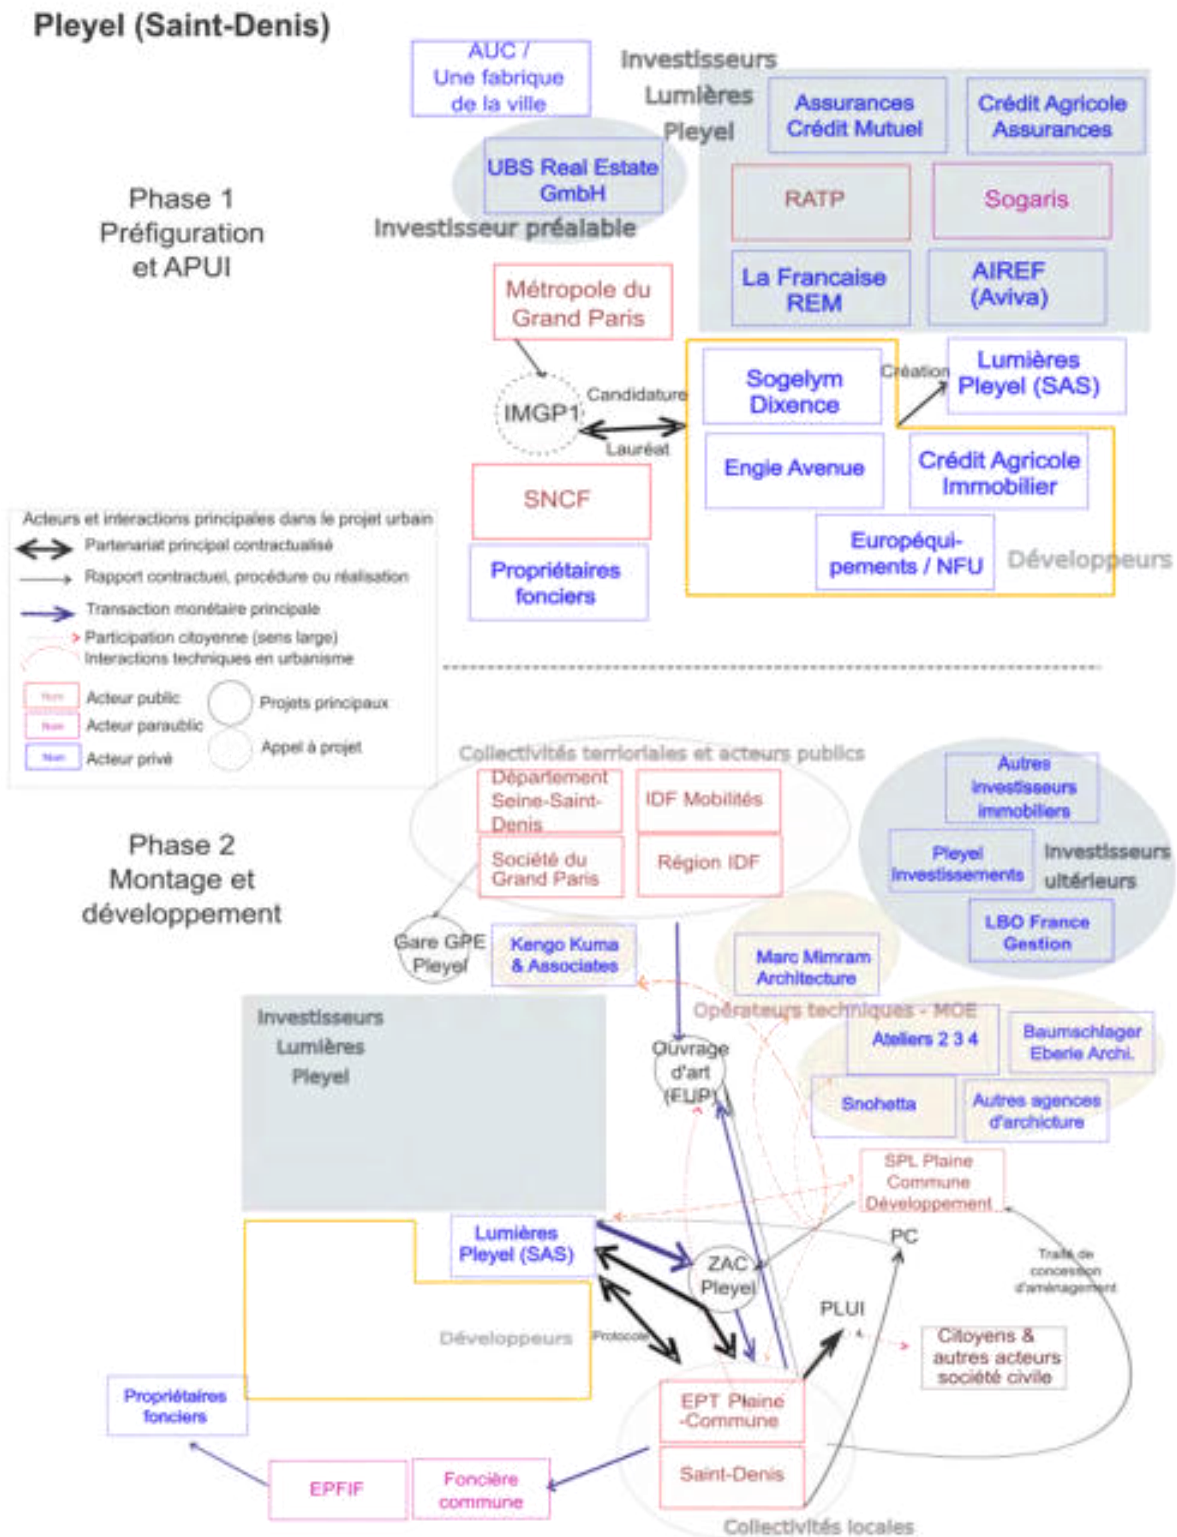 Pleyel (Saint-Denis)
AUC /
Une fabrique
de la ville
Investisseurs
Lumières
Pleyel
Assurances
Crédit Mutuel
Crédit Agricole
Assurances
UBS Real Estate
GmbH
Investisseur préalable
RATP
Sogaris
La Francaise
REM
AIREF
(Aviva)
Phase 1
Préfiguration
et APUI
Métropole du
Grand Paris
IMGP1
Candidature
Lauréat
Sogelym
Dixence
Création
Lumières
Pleyel (SAS)
Engie Avenue
Crédit Agricole
Immobilier
Européqui-
pements / NFU
Développeurs
SNCF
Propriétaires
fonciers
Acteurs et interactions principales dans le projet urbain
Partenariat principal contractualisé
Rapport contractuel, procédure ou réalisation
Transaction monétaire principale
Participation citoyenne (sens large)
Interactions techniques en urbanisme
Nom
Acteur public
Nom
Acteur paraublic
Nom
Acteur privé
Projets principaux
Appel à projet
Phase 2
Montage et
développement
Collectivités terrioriales et acteurs publics
Département
Seine-Saint-
Denis
IDF Mobilités
Société du
Grand Paris
Région IDF
Autres
investisseurs
immobiliers
Pleyel
Investissements
Investisseurs
ultérieurs
LBO France
Gestion
Gare GPE
Pleyel
Kengo Kuma
& Associates
Marc Mimram
Architecture
Opérateurs techniques - MOE
Ateliers 2 3 4
Baumschlager
Eberle Archi.
Snohetta
Autres agences
d'archicture
Investisseurs
Lumières
Pleyel
Ouvrage
d'art
(FUP)
SPL Plaine
Commune
Développement
Lumières
Pleyel (SAS)
ZAC
Pleyel
PC
Traité de
concession
d'aménagement
PLUI
Développeurs
Protocole
Citoyens &
autres acteurs
société civile
Propriétaires
fonciers
EPT Plaine
-Commune
Saint-Denis
EPFIF
Foncière
commune
Collectivités locales